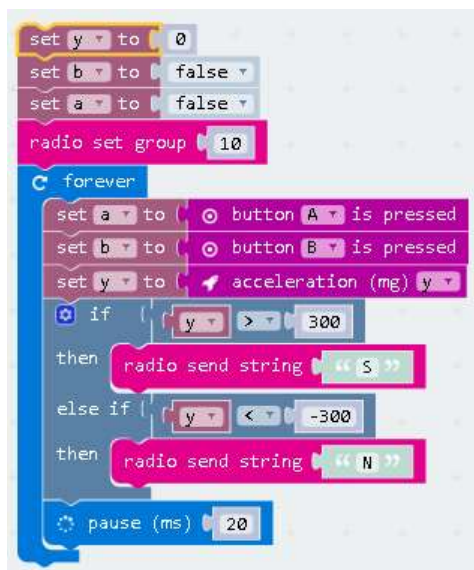 set y to 0
set b to false
set a to false
radio set group 10
forever
set a to button A is pressed
set b to button B is pressed
set y to acceleration (mg) y
if y > 300
then radio send string “ S ”
else if y < -300
then radio send string “ N ”
pause (ms) 20